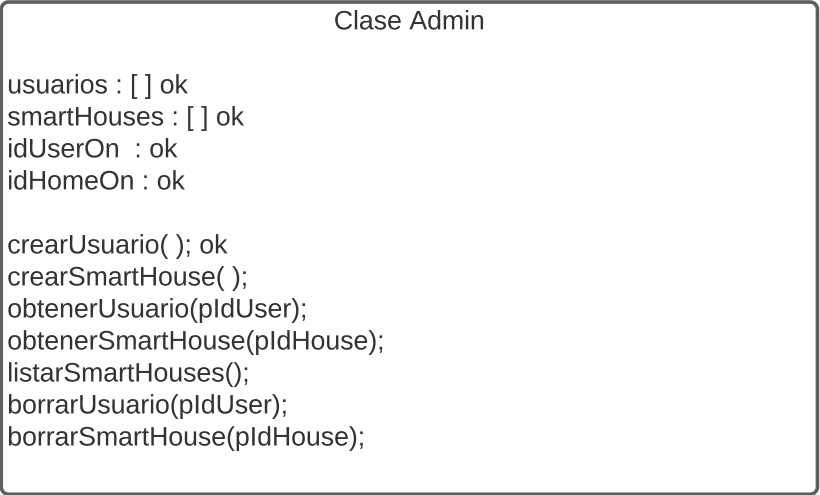 Clase Admin
usuarios : [ ] ok
smartHouses : [ ] ok
idUserOn  : ok
idHomeOn : ok
crearUsuario( ); ok
crearSmartHouse( );
obtenerUsuario(pIdUser);
obtenerSmartHouse(pIdHouse);
listarSmartHouses();
borrarUsuario(pIdUser);
borrarSmartHouse(pIdHouse);